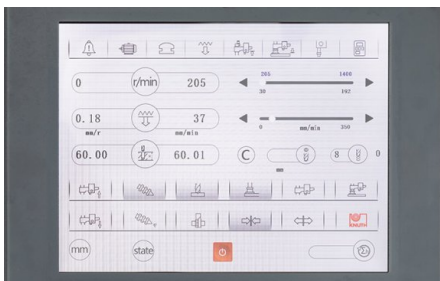 0 r/min 205
265 1400
30 192
0.18 37
mm/r mm/min
0 mm/min 350
60.00 60.01 C 8 0
KNUTH
mm state